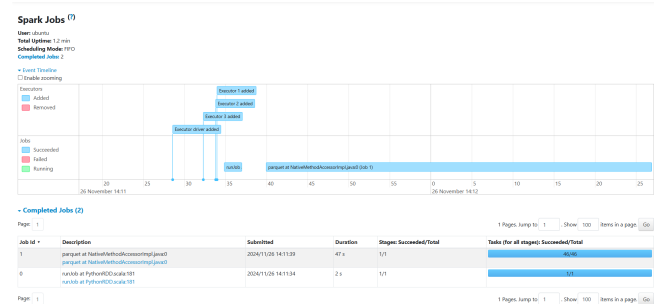 Spark Jobs (?)
User: ubuntu
Total Uptime: 1.2 min
Scheduling Mode: FIFO
Completed Jobs: 2
Event Timeline
Enable zooming
Executors
Added
Removed
Executor 1 added
Executor 2 added
Executor 3 added
Executor driver added
Jobs
Succeeded
Failed
Running
runJob
parquet at NativeMethodAccessorImpl.java:0 (Job 1)
20 25 30 35 40 45 50 55 0 5 10 15 20 25
26 November 14:11 26 November 14:12
Completed Jobs (2)
Page: 1 1 Pages. Jump to 1 . Show 100 items in a page. Go
Job Id Description Submitted Duration Stages: Succeeded/Total Tasks (for all stages): Succeeded/Total
1 parquet at NativeMethodAccessorImpl.java:0 2024/11/26 14:11:39 47 s 1/1
parquet at NativeMethodAccessorImpl.java:0
0 runJob at PythonRDD.scala:181 2024/11/26 14:11:34 2 s 1/1 1/1
runJob at PythonRDD.scala:181
Page: 1 1 Pages. Jump to 1 . Show 100 items in a page. Go